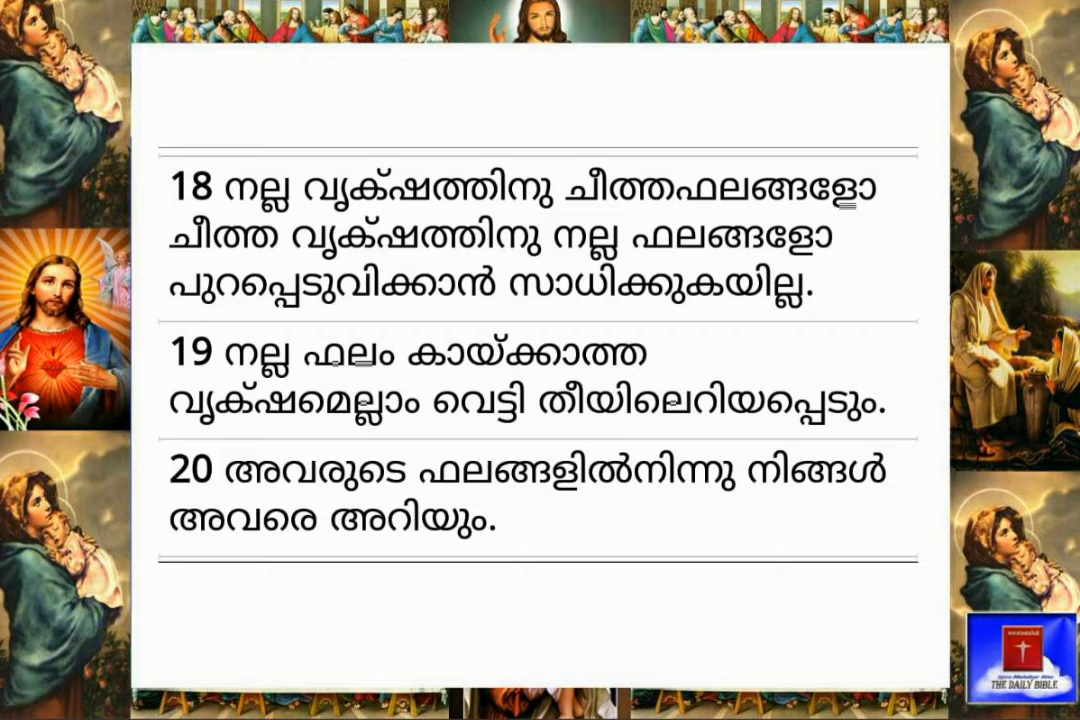 18 നല്ല വൃക്ഷത്തിനു ചീത്തഫലങ്ങളോ
ചീത്ത വൃക്ഷത്തിനു നല്ല ഫലങ്ങളോ
പുറപ്പെടുവിക്കാൻ സാധിക്കുകയില്ല.
19 നല്ല ഫലം കായ്ക്കാത്ത
വൃക്ഷമെല്ലാം വെട്ടി തീയിലെറിയപ്പെടും.
20 അവരുടെ ഫലങ്ങളിൽനിന്നു നിങ്ങൾ
അവരെ അറിയും.
THE DAILY BIBLE